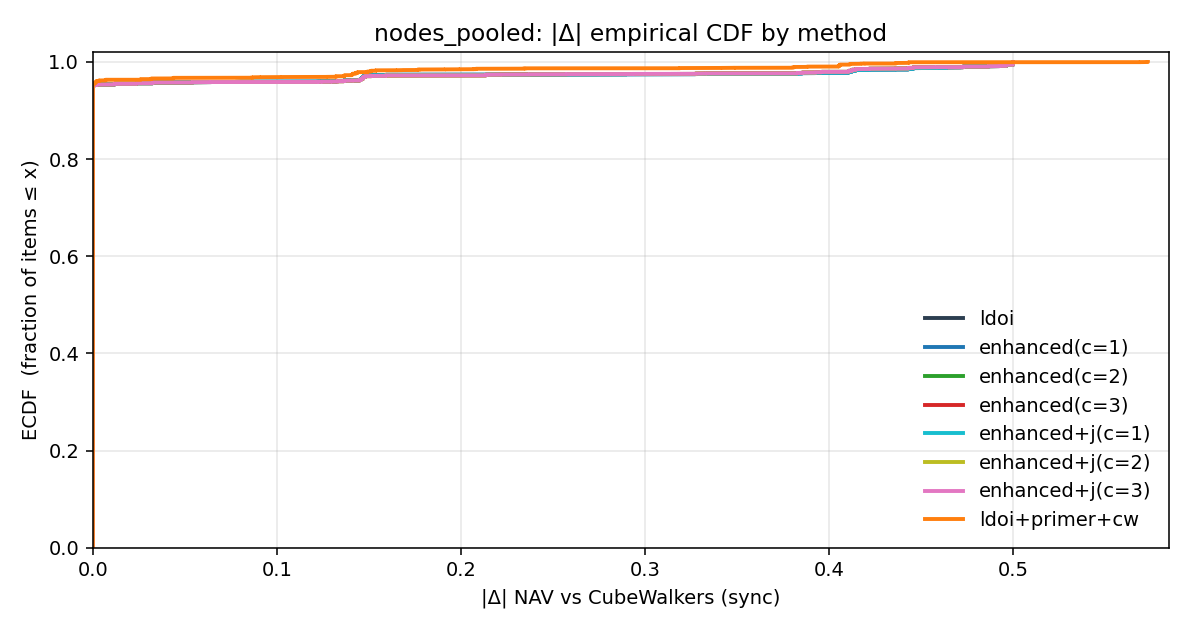 nodes_pooled: |Δ| empirical CDF by method
ECDF  (fraction of items ≤ x)
1.0
0.8
0.6
0.4
0.2
0.0
ldoi
enhanced(c=1)
enhanced(c=2)
enhanced(c=3)
enhanced+j(c=1)
enhanced+j(c=2)
enhanced+j(c=3)
ldoi+primer+cw
0.0 0.1 0.2 0.3 0.4 0.5
|Δ| NAV vs CubeWalkers (sync)